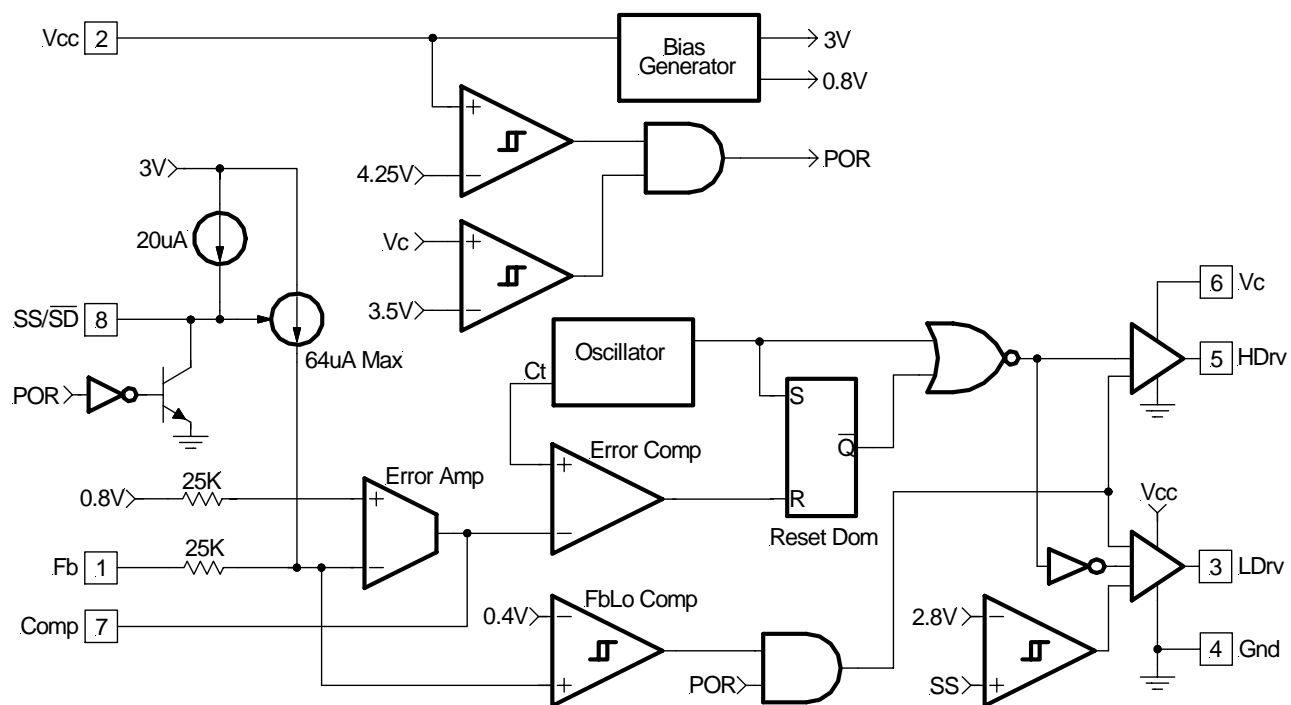 Vcc 2
Bias
Generator
3V
0.8V
4.25V
POR
3V
20uA
Vc
3.5V
SS/SD 8
64uA Max
POR
Oscillator
Ct
6 Vc
5 HDrv
S
Q
R
Reset Dom
Error Comp
Error Amp
0.8V 25K
Fb 1 25K
Comp 7
0.4V
FbLo Comp
POR
Vcc
3 LDrv
2.8V
SS
4 Gnd